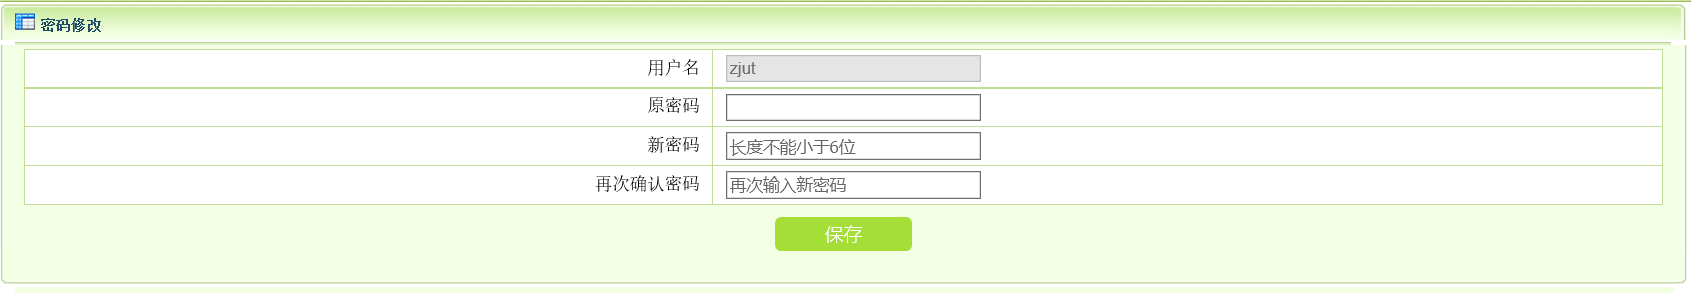 密码修改
用户名 zjut
原密码
新密码 长度不能小于6位
再次确认密码 再次输入新密码
保存